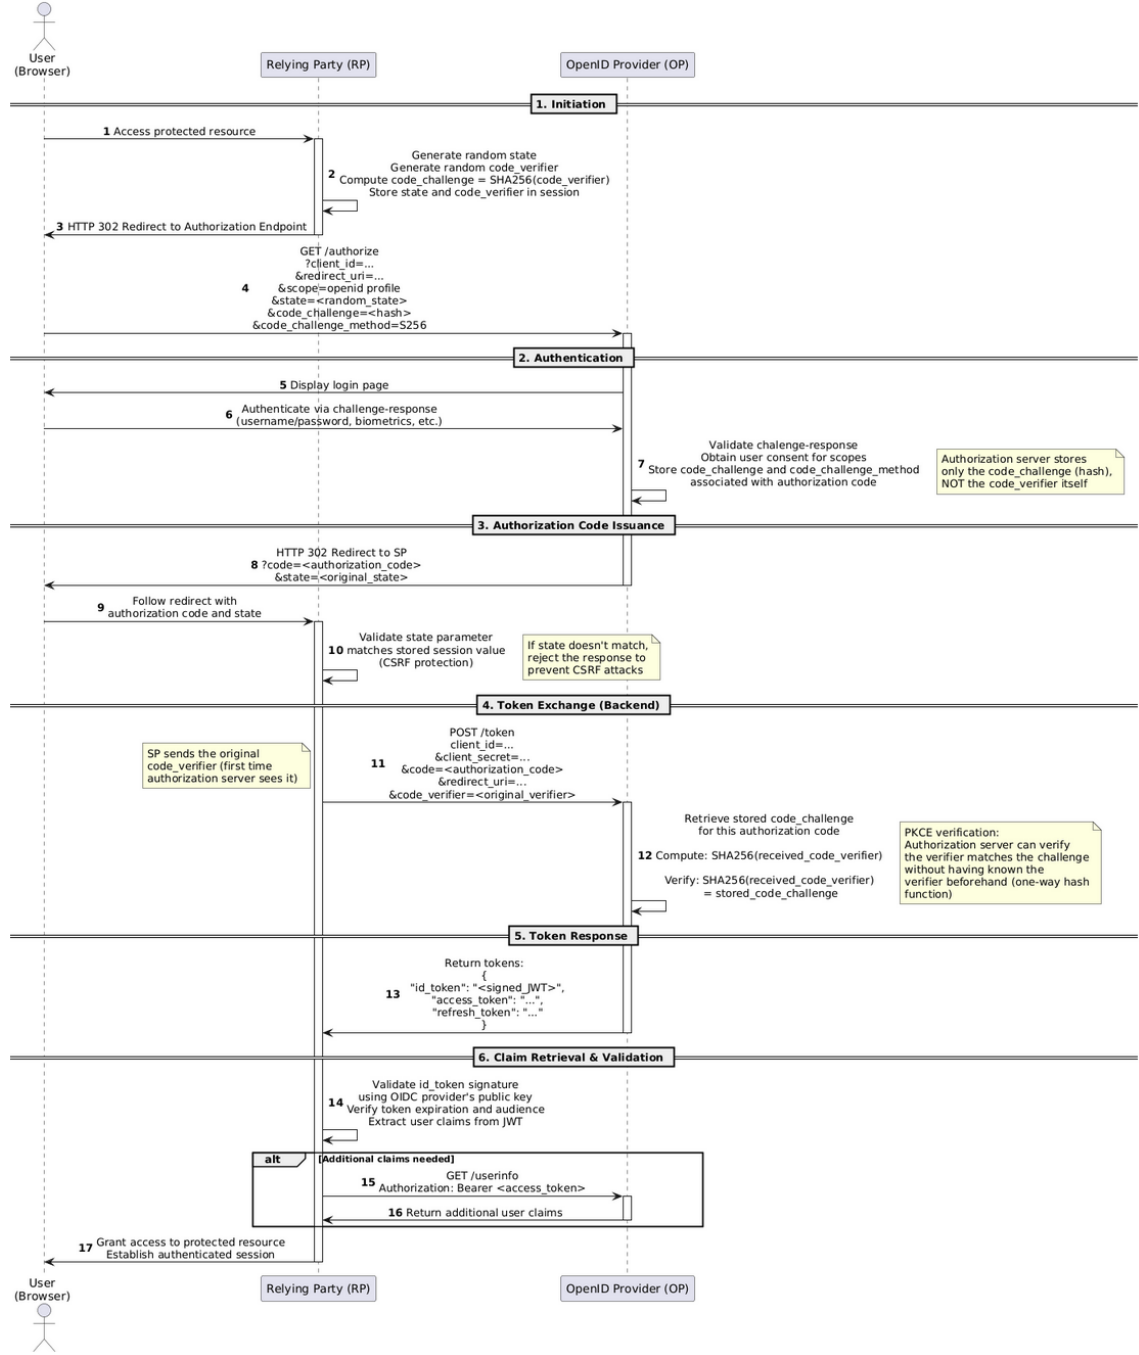 User
(Browser)
Relying Party (RP)
OpenID Provider (OP)
1. Initiation
1 Access protected resource
Generate random state
Generate random code_verifier
2 Compute code_challenge = SHA256(code_verifier)
Store state and code_verifier in session
3 HTTP 302 Redirect to Authorization Endpoint
GET /authorize
?client_id=...
&redirect_uri=...
4 &scope=openid profile
&state=<random_state>
&code_challenge=<hash>
&code_challenge_method=S256
2. Authentication
5 Display login page
6 Authenticate via challenge-response
(username/password, biometrics, etc.)
Validate chalenge-response
Obtain user consent for scopes
7 Store code_challenge and code_challenge_method
associated with authorization code
Authorization server stores
only the code_challenge (hash),
NOT the code_verifier itself
3. Authorization Code Issuance
HTTP 302 Redirect to SP
8 ?code=<authorization_code>
&state=<original_state>
9 Follow redirect with
authorization code and state
Validate state parameter
10 matches stored session value
(CSRF protection)
If state doesn't match,
reject the response to
prevent CSRF attacks
4. Token Exchange (Backend)
SP sends the original
code_verifier (first time
authorization server sees it)
POST /token
client_id=...
&client_secret=...
11 &code=<authorization_code>
&redirect_uri=...
&code_verifier=<original_verifier>
Retrieve stored code_challenge
for this authorization code
12 Compute: SHA256(received_code_verifier)
Verify: SHA256(received_code_verifier)
= stored_code_challenge
PKCE verification:
Authorization server can verify
the verifier matches the challenge
without having known the
verifier beforehand (one-way hash
function)
5. Token Response
Return tokens:
{
"id_token": "<signed_JWT>",
13 "access_token": "...",
"refresh_token": "..."
}
6. Claim Retrieval & Validation
Validate id_token signature
using OIDC provider's public key
14 Verify token expiration and audience
Extract user claims from JWT
alt [Additional claims needed]
GET /userinfo
15 Authorization: Bearer <access_token>
16 Return additional user claims
17 Grant access to protected resource
Establish authenticated session
User
(Browser)
Relying Party (RP)
OpenID Provider (OP)